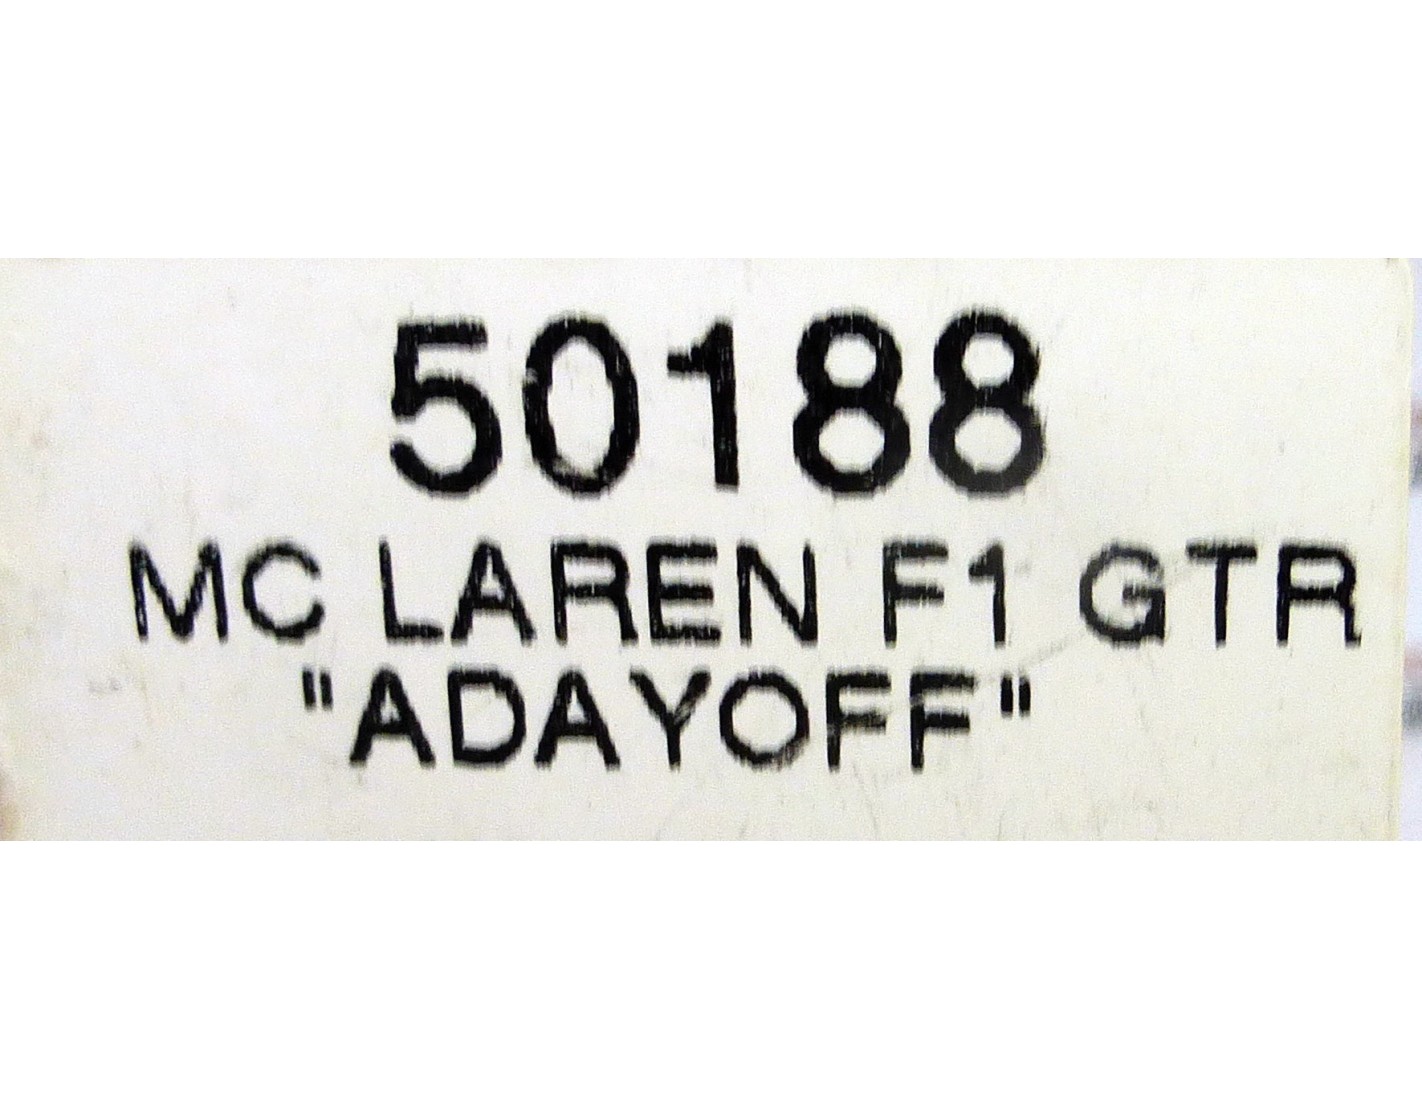 50188
MC LAREN F1 GTR
"ADAYOFF"